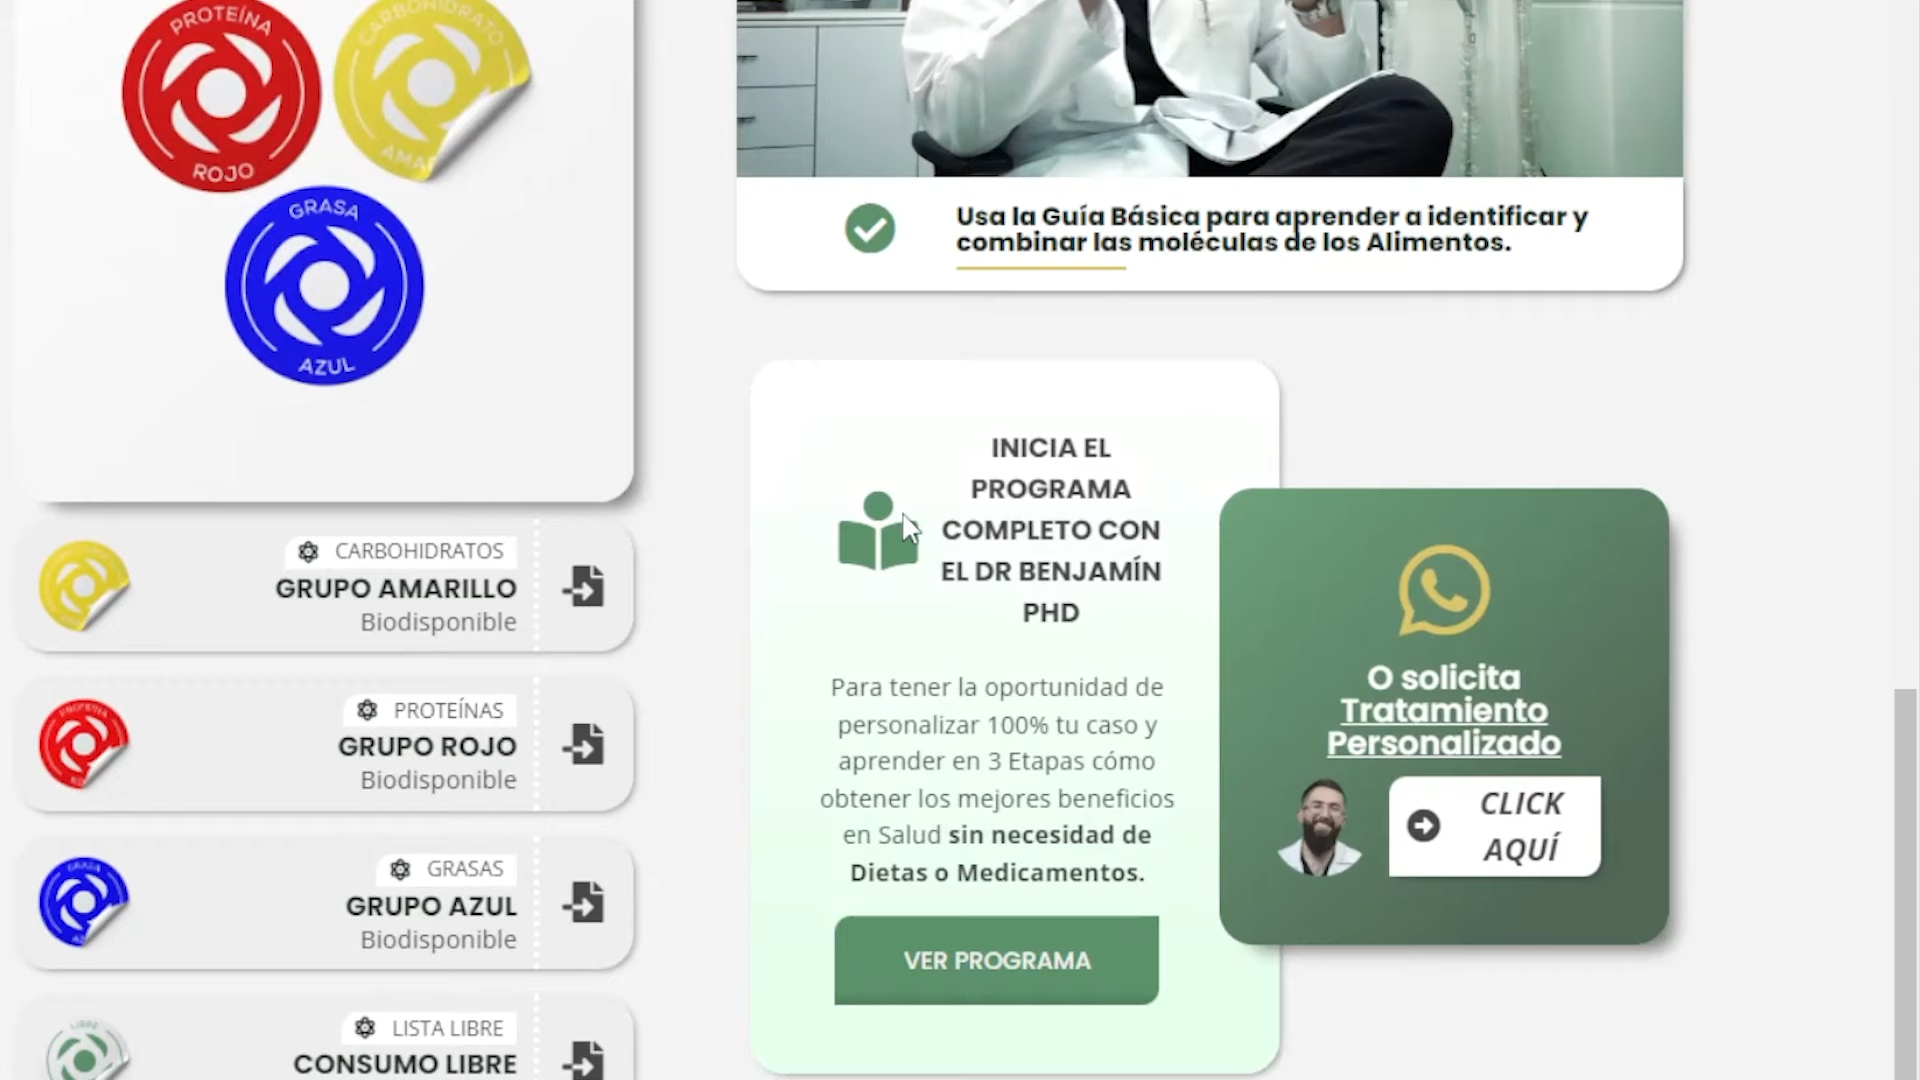 PROTEÍNA
ROJO
CARBOHIDRATO
GRASA
AZUL
CARBOHIDRATOS
GRUPO AMARILLO
Biodisponible
PROTEÍNAS
GRUPO ROJO
Biodisponible
GRASAS
GRUPO AZUL
Biodisponible
LISTA LIBRE
CONSUMO LIBRE
Usa la Guía Básica para aprender a identificar y
combinar las moléculas de los Alimentos.
INICIA EL
PROGRAMA
COMPLETO CON
EL DR BENJAMÍN
PHD
Para tener la oportunidad de
personalizar 100% tu caso y
aprender en 3 Etapas cómo
obtener los mejores beneficios
en Salud sin necesidad de
Dietas o Medicamentos.
VER PROGRAMA
O solicita
Tratamiento
Personalizado
CLICK
AQUÍ